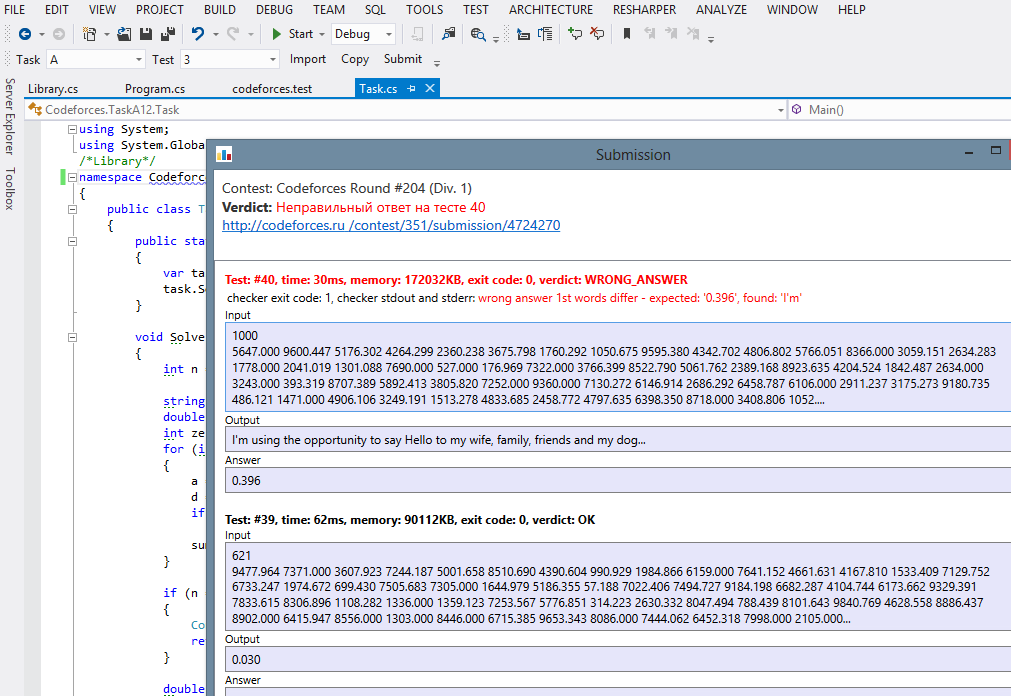 FILE EDIT VIEW PROJECT BUILD DEBUG TEAM SQL TOOLS TEST ARCHITECTURE RESHARPER ANALYZE WINDOW HELP
Start Debug
Task A Test 3 Import Copy Submit
Server Explorer
Toolbox
Library.cs Program.cs codeforces.test Task.cs
Codeforces.TaskA12.Task Main()
using System;
using System.Globa
/*Library*/
namespace Codeforc
{
public class T
{
public sta
{
var ta
task.S
}
void Solve
{
int n
string
double
int ze
for (i
{
a
d
if
su
}
if (n
{
Co
re
}
double
Submission
Contest: Codeforces Round #204 (Div. 1)
Verdict: Неправильный ответ на тесте 40
http://codeforces.ru /contest/351/submission/4724270
Test: #40, time: 30ms, memory: 172032KB, exit code: 0, verdict: WRONG_ANSWER
checker exit code: 1, checker stdout and stderr: wrong answer 1st words differ - expected: '0.396', found: 'I'm'
Input
1000
5647.000 9600.447 5176.302 4264.299 2360.238 3675.798 1760.292 1050.675 9595.380 4342.702 4806.802 5766.051 8366.000 3059.151 2634.283
1778.000 2041.019 1301.088 7690.000 527.000 176.969 7322.000 3766.399 8522.790 5061.762 2389.168 8923.635 4204.524 1842.487 2634.000
3243.000 393.319 8707.389 5892.413 3805.820 7252.000 9360.000 7130.272 6146.914 2686.292 6458.787 6106.000 2911.237 3175.273 9180.735
486.121 1471.000 4906.106 3249.191 1513.278 4833.685 2458.772 4797.635 6398.350 8718.000 3408.806 1052....
Output
I'm using the opportunity to say Hello to my wife, family, friends and my dog...
Answer
0.396
Test: #39, time: 62ms, memory: 90112KB, exit code: 0, verdict: OK
Input
621
9477.964 7371.000 3607.923 7244.187 5001.658 8510.690 4390.604 990.929 1984.866 6159.000 7641.152 4661.631 4167.810 1533.409 7129.752
6733.247 1974.672 699.430 7505.683 7305.000 1644.979 5186.355 57.188 7022.406 7494.727 9184.198 6682.287 4104.744 6173.662 9329.391
7833.615 8306.896 1108.282 1336.000 1359.123 7253.567 5776.851 314.223 2630.332 8047.494 788.439 8101.643 9840.769 4628.558 8886.437
8902.000 6415.947 8556.000 1303.000 8446.000 6715.385 9653.343 8086.000 7444.062 6452.318 7998.000 2105.000...
Output
0.030
Answer